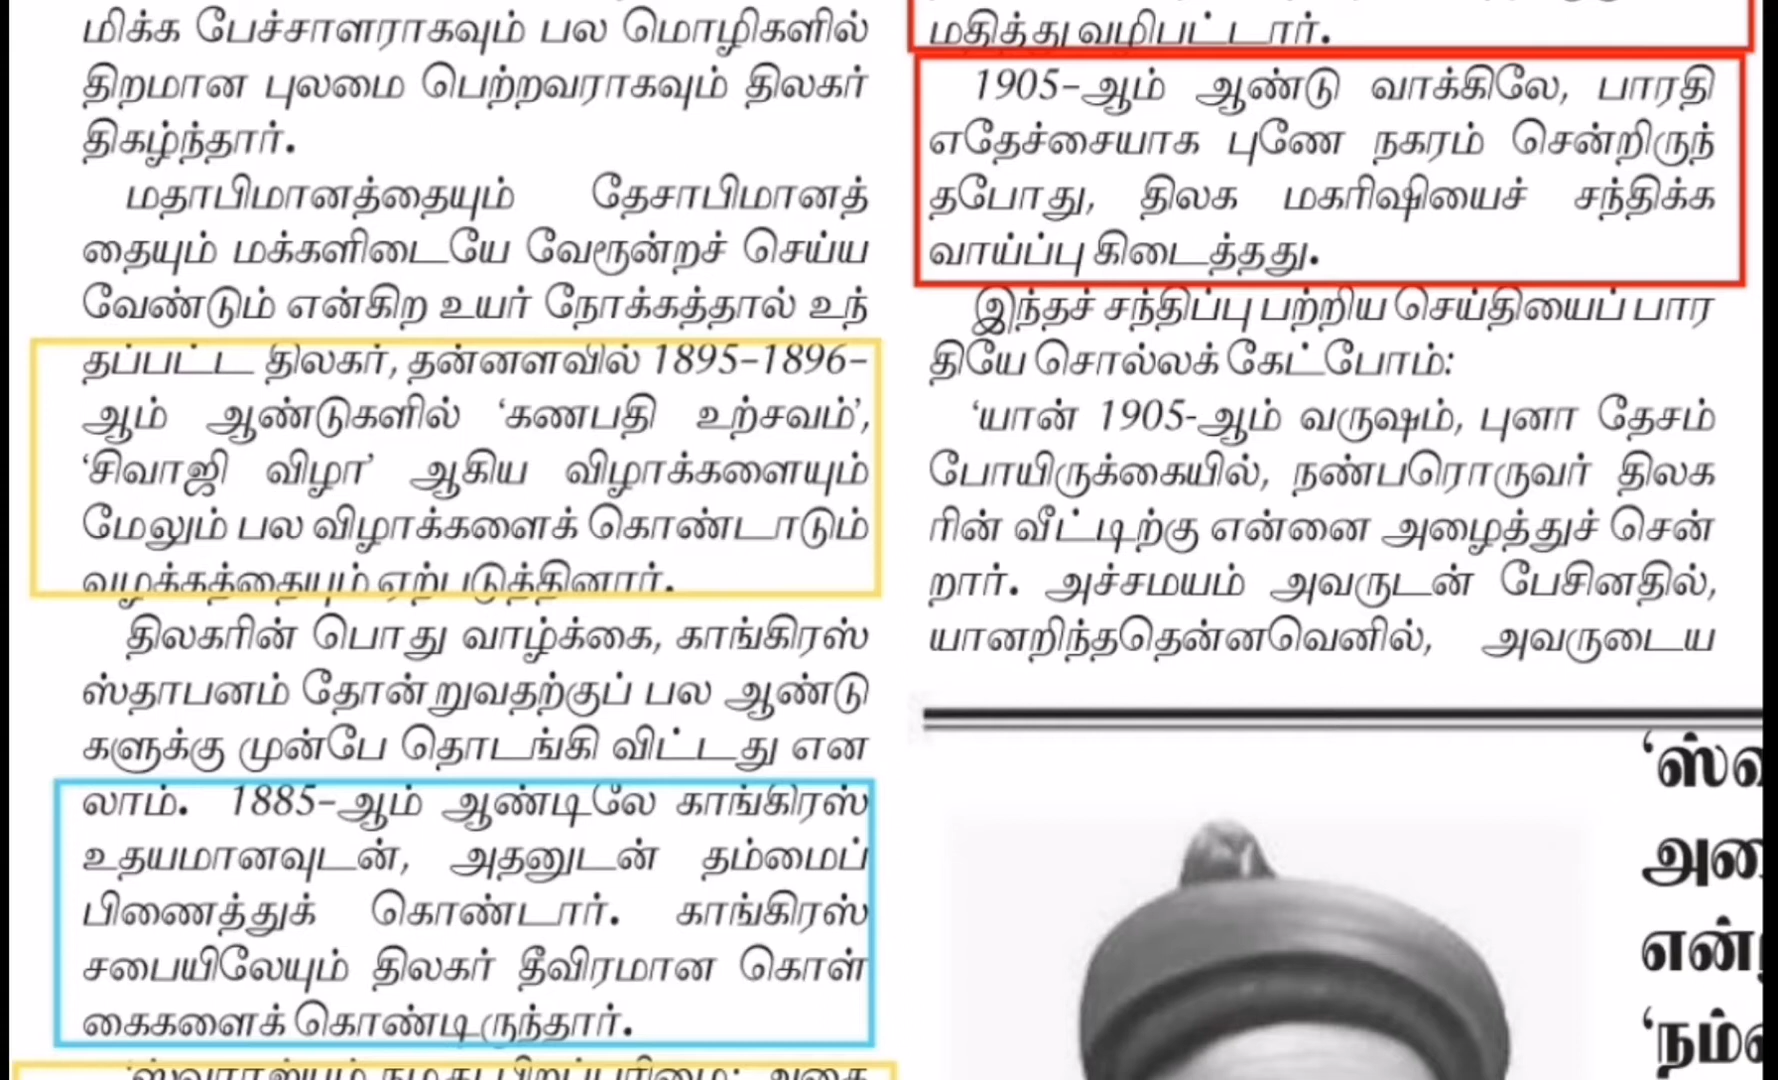 மிக்க பேச்சாளராகவும் பல மொழிகளில்
திறமான புலமை பெற்றவராகவும் திலகர்
திகழ்ந்தார்.
மதாபிமானத்தையும் தேசாபிமானத்
தையும் மக்களிடையே வேரூன்றச் செய்ய
வேண்டும் என்கிற உயர் நோக்கத்தால் உந்
தப்பட்ட திலகர், தன்னளவில் 1895-1896-
ஆம் ஆண்டுகளில் ‘கணபதி உற்சவம்’,
‘சிவாஜி விழா’ ஆகிய விழாக்களையும்
மேலும் பல விழாக்களைக் கொண்டாடும்
வழக்கத்தையும் ஏற்படுத்தினார்.
திலகரின் பொது வாழ்க்கை, காங்கிரஸ்
ஸ்தாபனம் தோன்றுவதற்குப் பல ஆண்டு
களுக்கு முன்பே தொடங்கி விட்டது என
லாம். 1885-ஆம் ஆண்டிலே காங்கிரஸ்
உதயமானவுடன், அதனுடன் தம்மைப்
பிணைத்துக் கொண்டார். காங்கிரஸ்
சபையிலேயும் திலகர் தீவிரமான கொள்
கைகளைக் கொண்டிருந்தார்.
‘ஸ்வராஜ்யம் நமது பிறப்புரிமை; அதை
மதித்து வழிபட்டார்.
1905-ஆம் ஆண்டு வாக்கிலே, பாரதி
எதேச்சையாக புணே நகரம் சென்றிருந்
தபோது, திலக மகரிஷியைச் சந்திக்க
வாய்ப்பு கிடைத்தது.
இந்தச் சந்திப்பு பற்றிய செய்தியைப் பார
தியே சொல்லக் கேட்போம்:
‘யான் 1905-ஆம் வருஷம், புனா தேசம்
போயிருக்கையில், நண்பரொருவர் திலக
ரின் வீட்டிற்கு என்னை அழைத்துச் சென்
றார். அச்சமயம் அவருடன் பேசினதில்,
யானறிந்ததென்னவெனில், அவருடைய